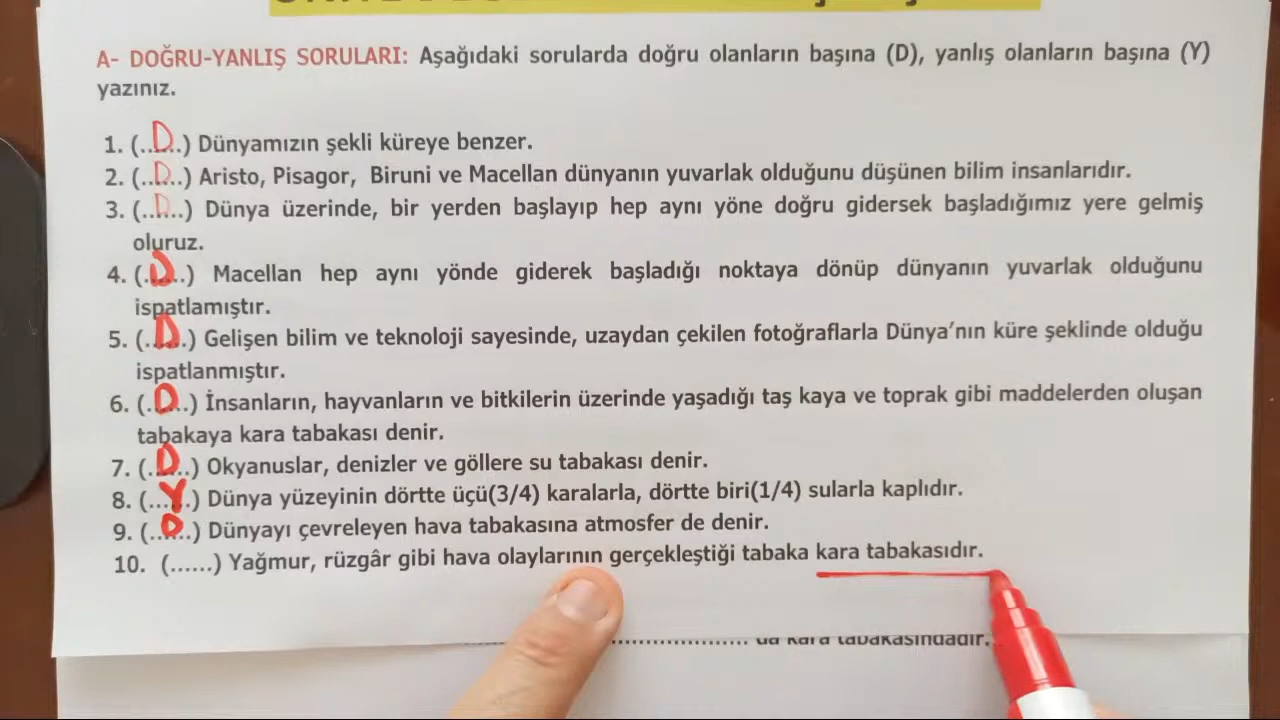 A- DOĞRU-YANLIŞ SORULARI: Aşağıdaki sorularda doğru olanların başına (D), yanlış olanların başına (Y)
yazınız.
1. (..D..) Dünyamızın şekli küreye benzer.
2. (..D..) Aristo, Pisagor, Biruni ve Macellan dünyanın yuvarlak olduğunu düşünen bilim insanlarıdır.
3. (..D..) Dünya üzerinde, bir yerden başlayıp hep aynı yöne doğru gidersek başladığımız yere gelmiş
oluruz.
4. (.D...) Macellan hep aynı yönde giderek başladığı noktaya dönüp dünyanın yuvarlak olduğunu
ispatlamıştır.
5. (..D..) Gelişen bilim ve teknoloji sayesinde, uzaydan çekilen fotoğraflarla Dünya'nın küre şeklinde olduğu
ispatlanmıştır.
6. (..D..) İnsanların, hayvanların ve bitkilerin üzerinde yaşadığı taş kaya ve toprak gibi maddelerden oluşan
tabakaya kara tabakası denir.
7. (..D..) Okyanuslar, denizler ve göllere su tabakası denir.
8. (...Y.) Dünya yüzeyinin dörtte üçü(3/4) karalarla, dörtte biri(1/4) sularla kaplıdır.
9. (..D..) Dünyayı çevreleyen hava tabakasına atmosfer de denir.
10. (......) Yağmur, rüzgâr gibi hava olaylarının gerçekleştiği tabaka kara tabakasıdır.
da kara tabakasındadır.